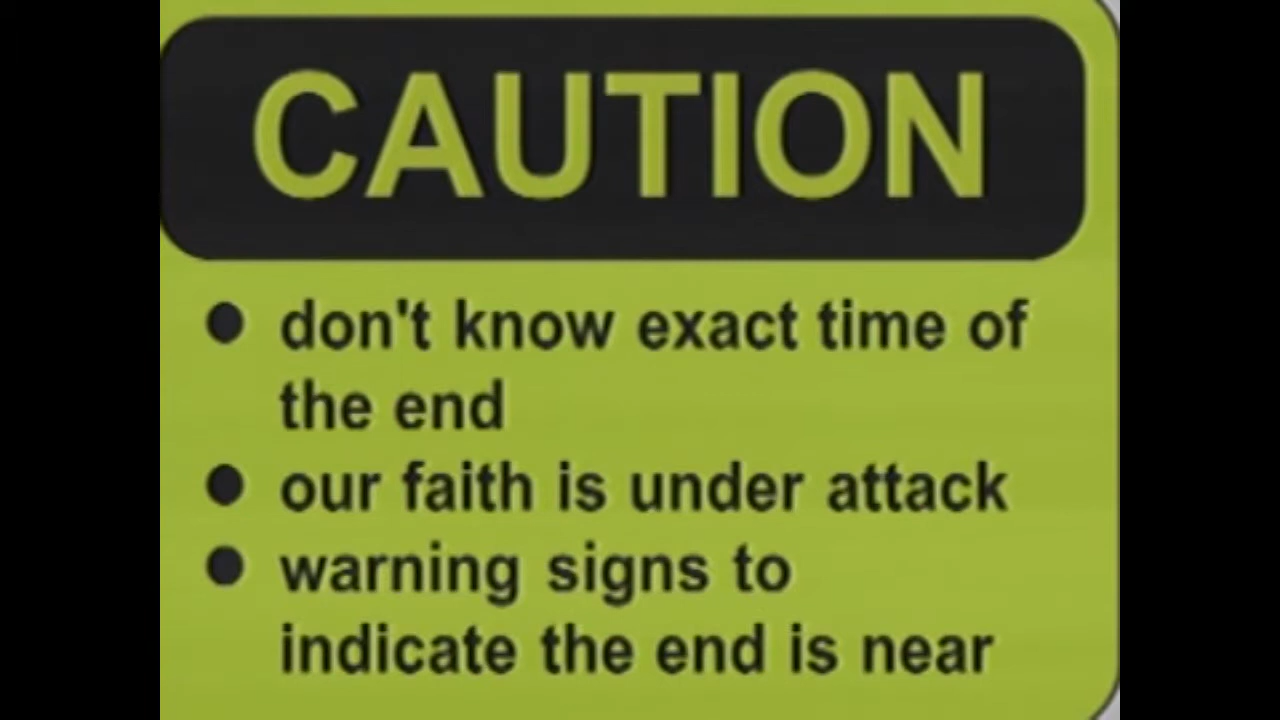 CAUTION
● don't know exact time of
the end
● our faith is under attack
● warning signs to
indicate the end is near